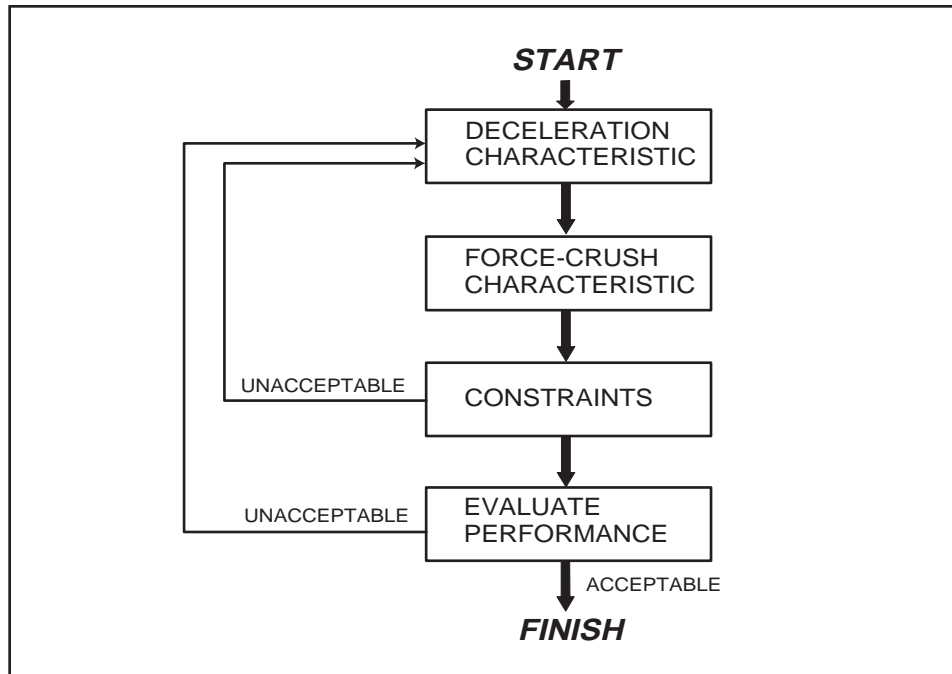 START
DECELERATION
CHARACTERISTIC
FORCE-CRUSH
CHARACTERISTIC
UNACCEPTABLE
CONSTRAINTS
UNACCEPTABLE
EVALUATE
PERFORMANCE
ACCEPTABLE
FINISH